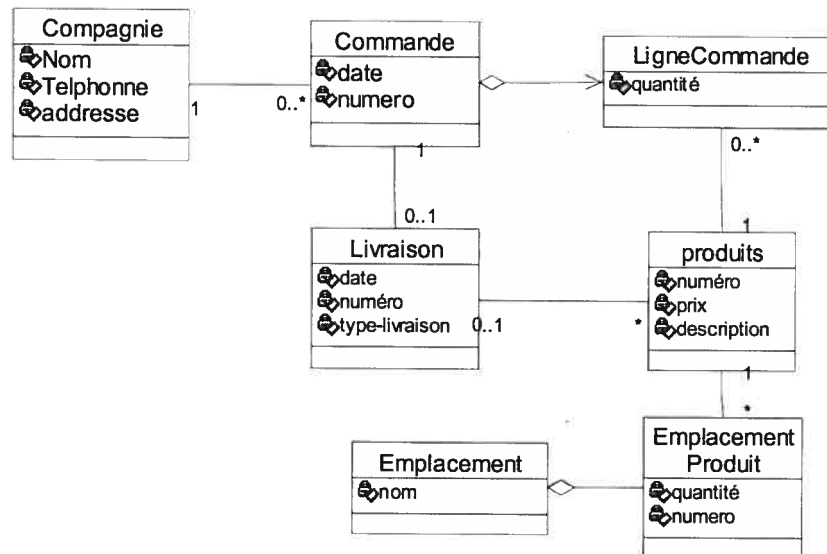 Compagnie
Nom
Telphonne
addresse
1
0..*
Commande
date
numero
1
LigneCommande
quantité
0..*
0..1
Livraison
date
numéro
type-livraison
0..1
*
1
produits
numéro
prix
description
1
*
Emplacement
nom
Emplacement
Produit
quantité
numero